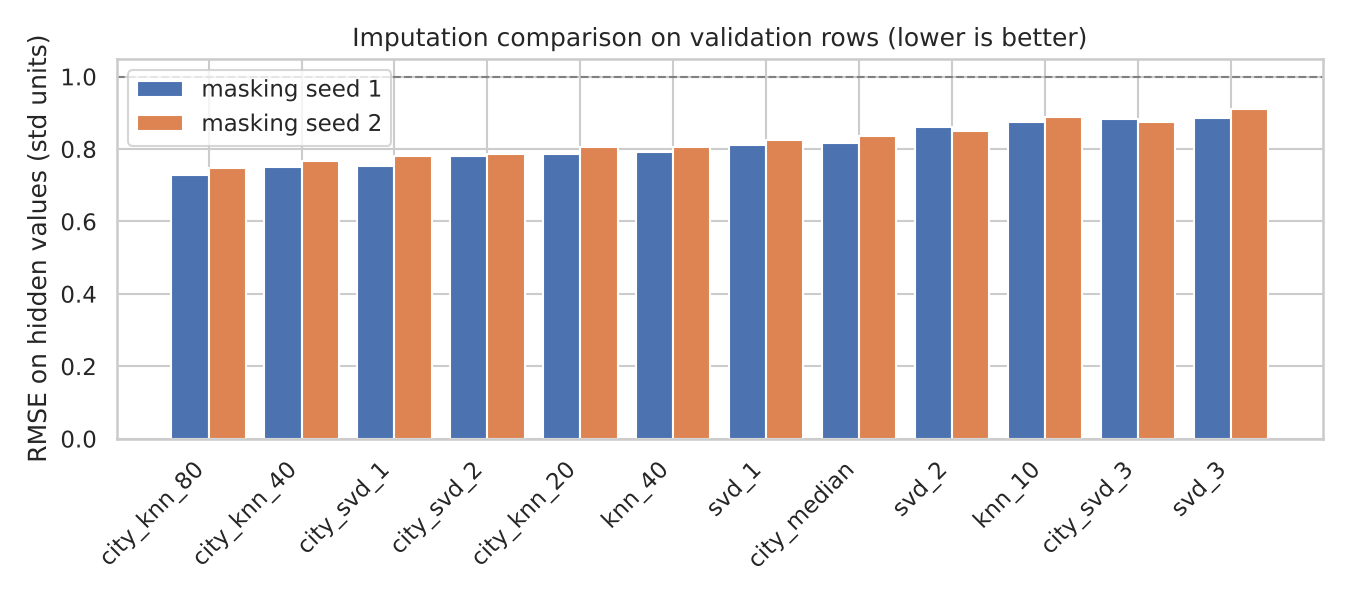 Imputation comparison on validation rows (lower is better)
RMSE on hidden values (std units)
1.0
0.8
0.6
0.4
0.2
0.0
masking seed 1
masking seed 2
city_knn_80
city_knn_40
city_svd_1
city_svd_2
city_knn_20
knn_40
svd_1
city_median
svd_2
knn_10
city_svd_3
svd_3